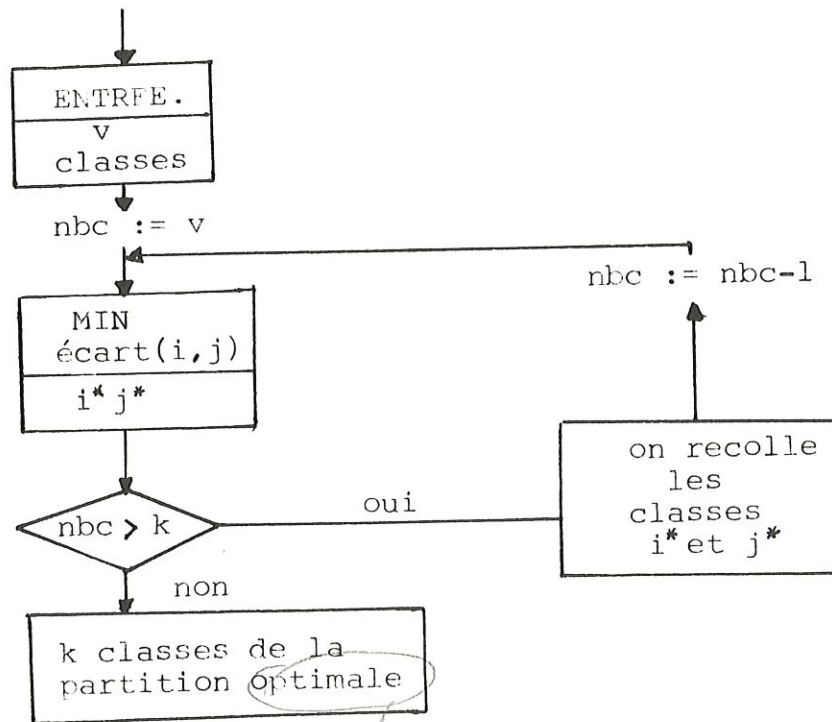 ENTRFE.
v
classes
nbc := v
nbc := nbc-1
MIN
écart(i,j)
i* j*
on recolle
les
classes
i* et j*
nbc > k
oui
non
k classes de la
partition optimale